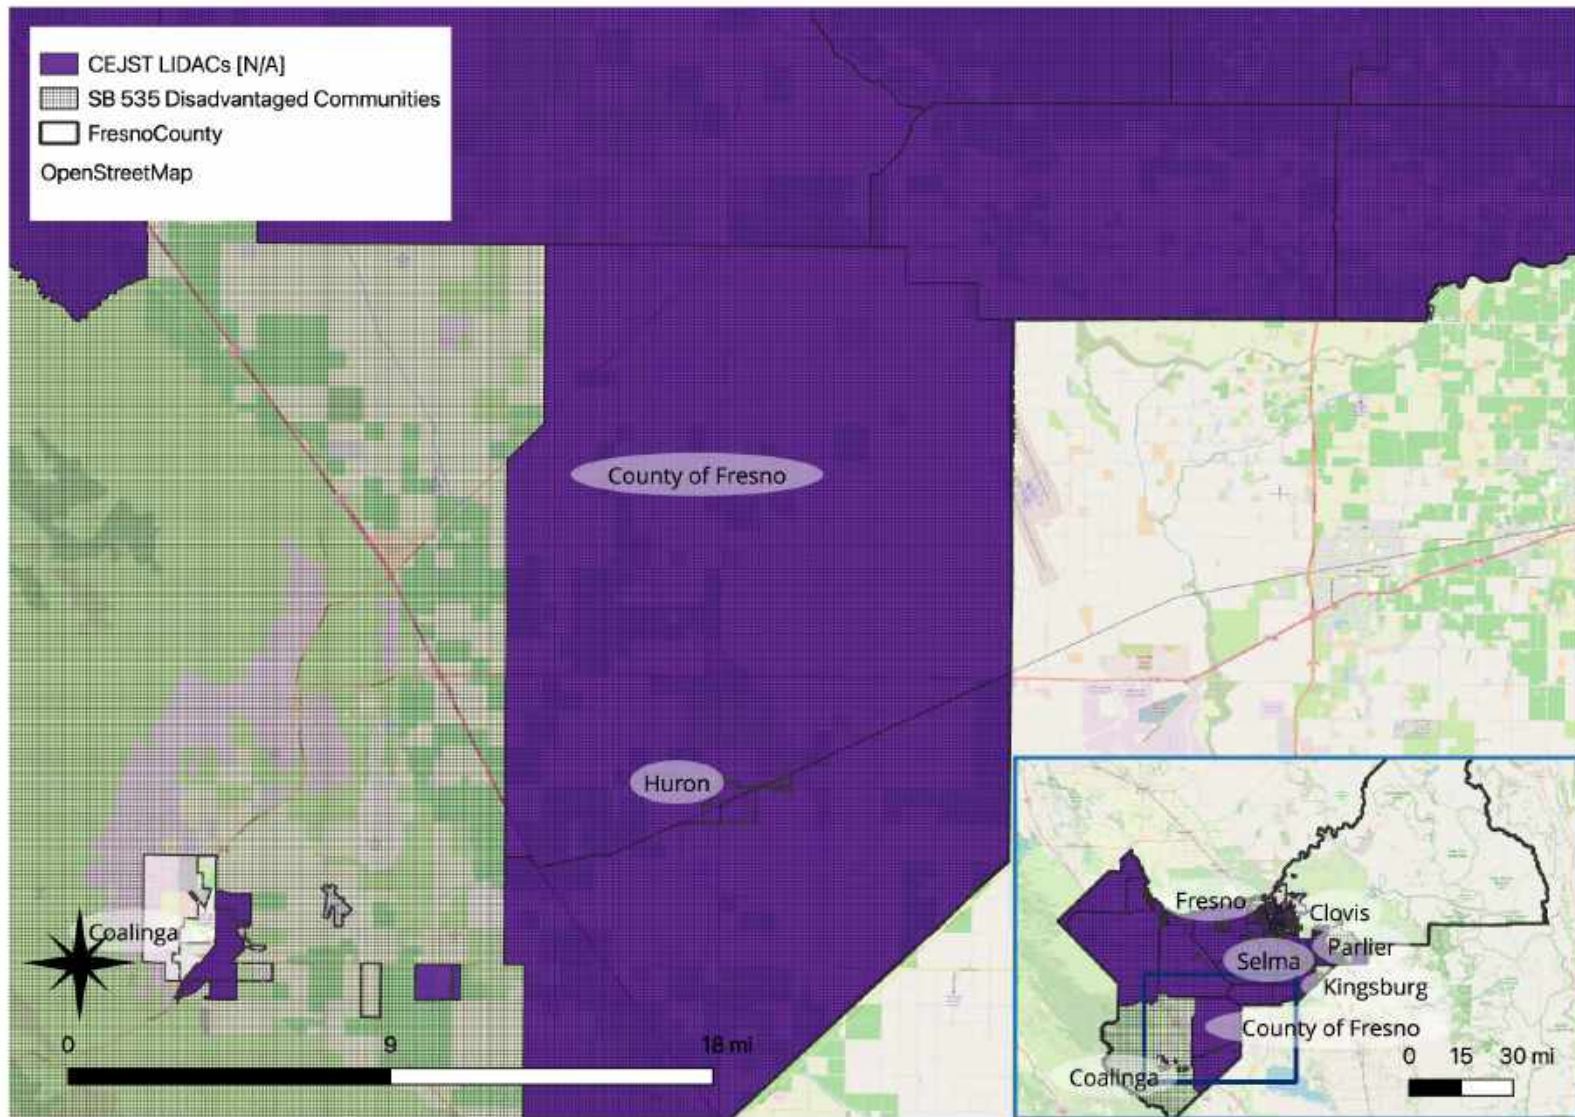 CEJST LIDACs [N/A]
SB 535 Disadvantaged Communities
FresnoCounty
OpenStreetMap
County of Fresno
Huron
Coalinga
0 9 18 mi
Fresno
Clovis
Parlier
Selma
Kingsburg
County of Fresno
Coalinga
0 15 30 mi